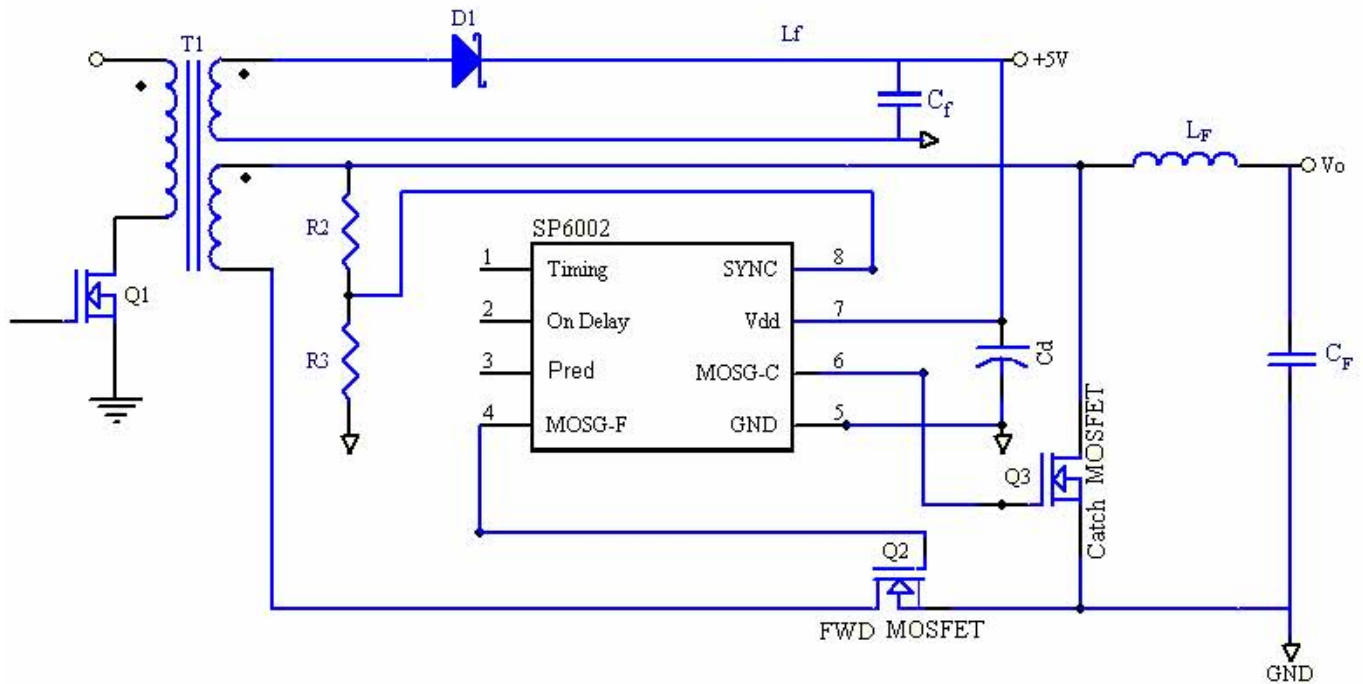 D1
Lf
T1
+5V
Cf
LF
Vo
R2
SP6002
1 Timing SYNC 8
Q1
2 On Delay Vdd 7
R3
3 Pred MOSG-C 6
Cd
CF
4 MOSG-F GND 5
Q3
Catch MOSFET
Q2
FWD MOSFET
GND